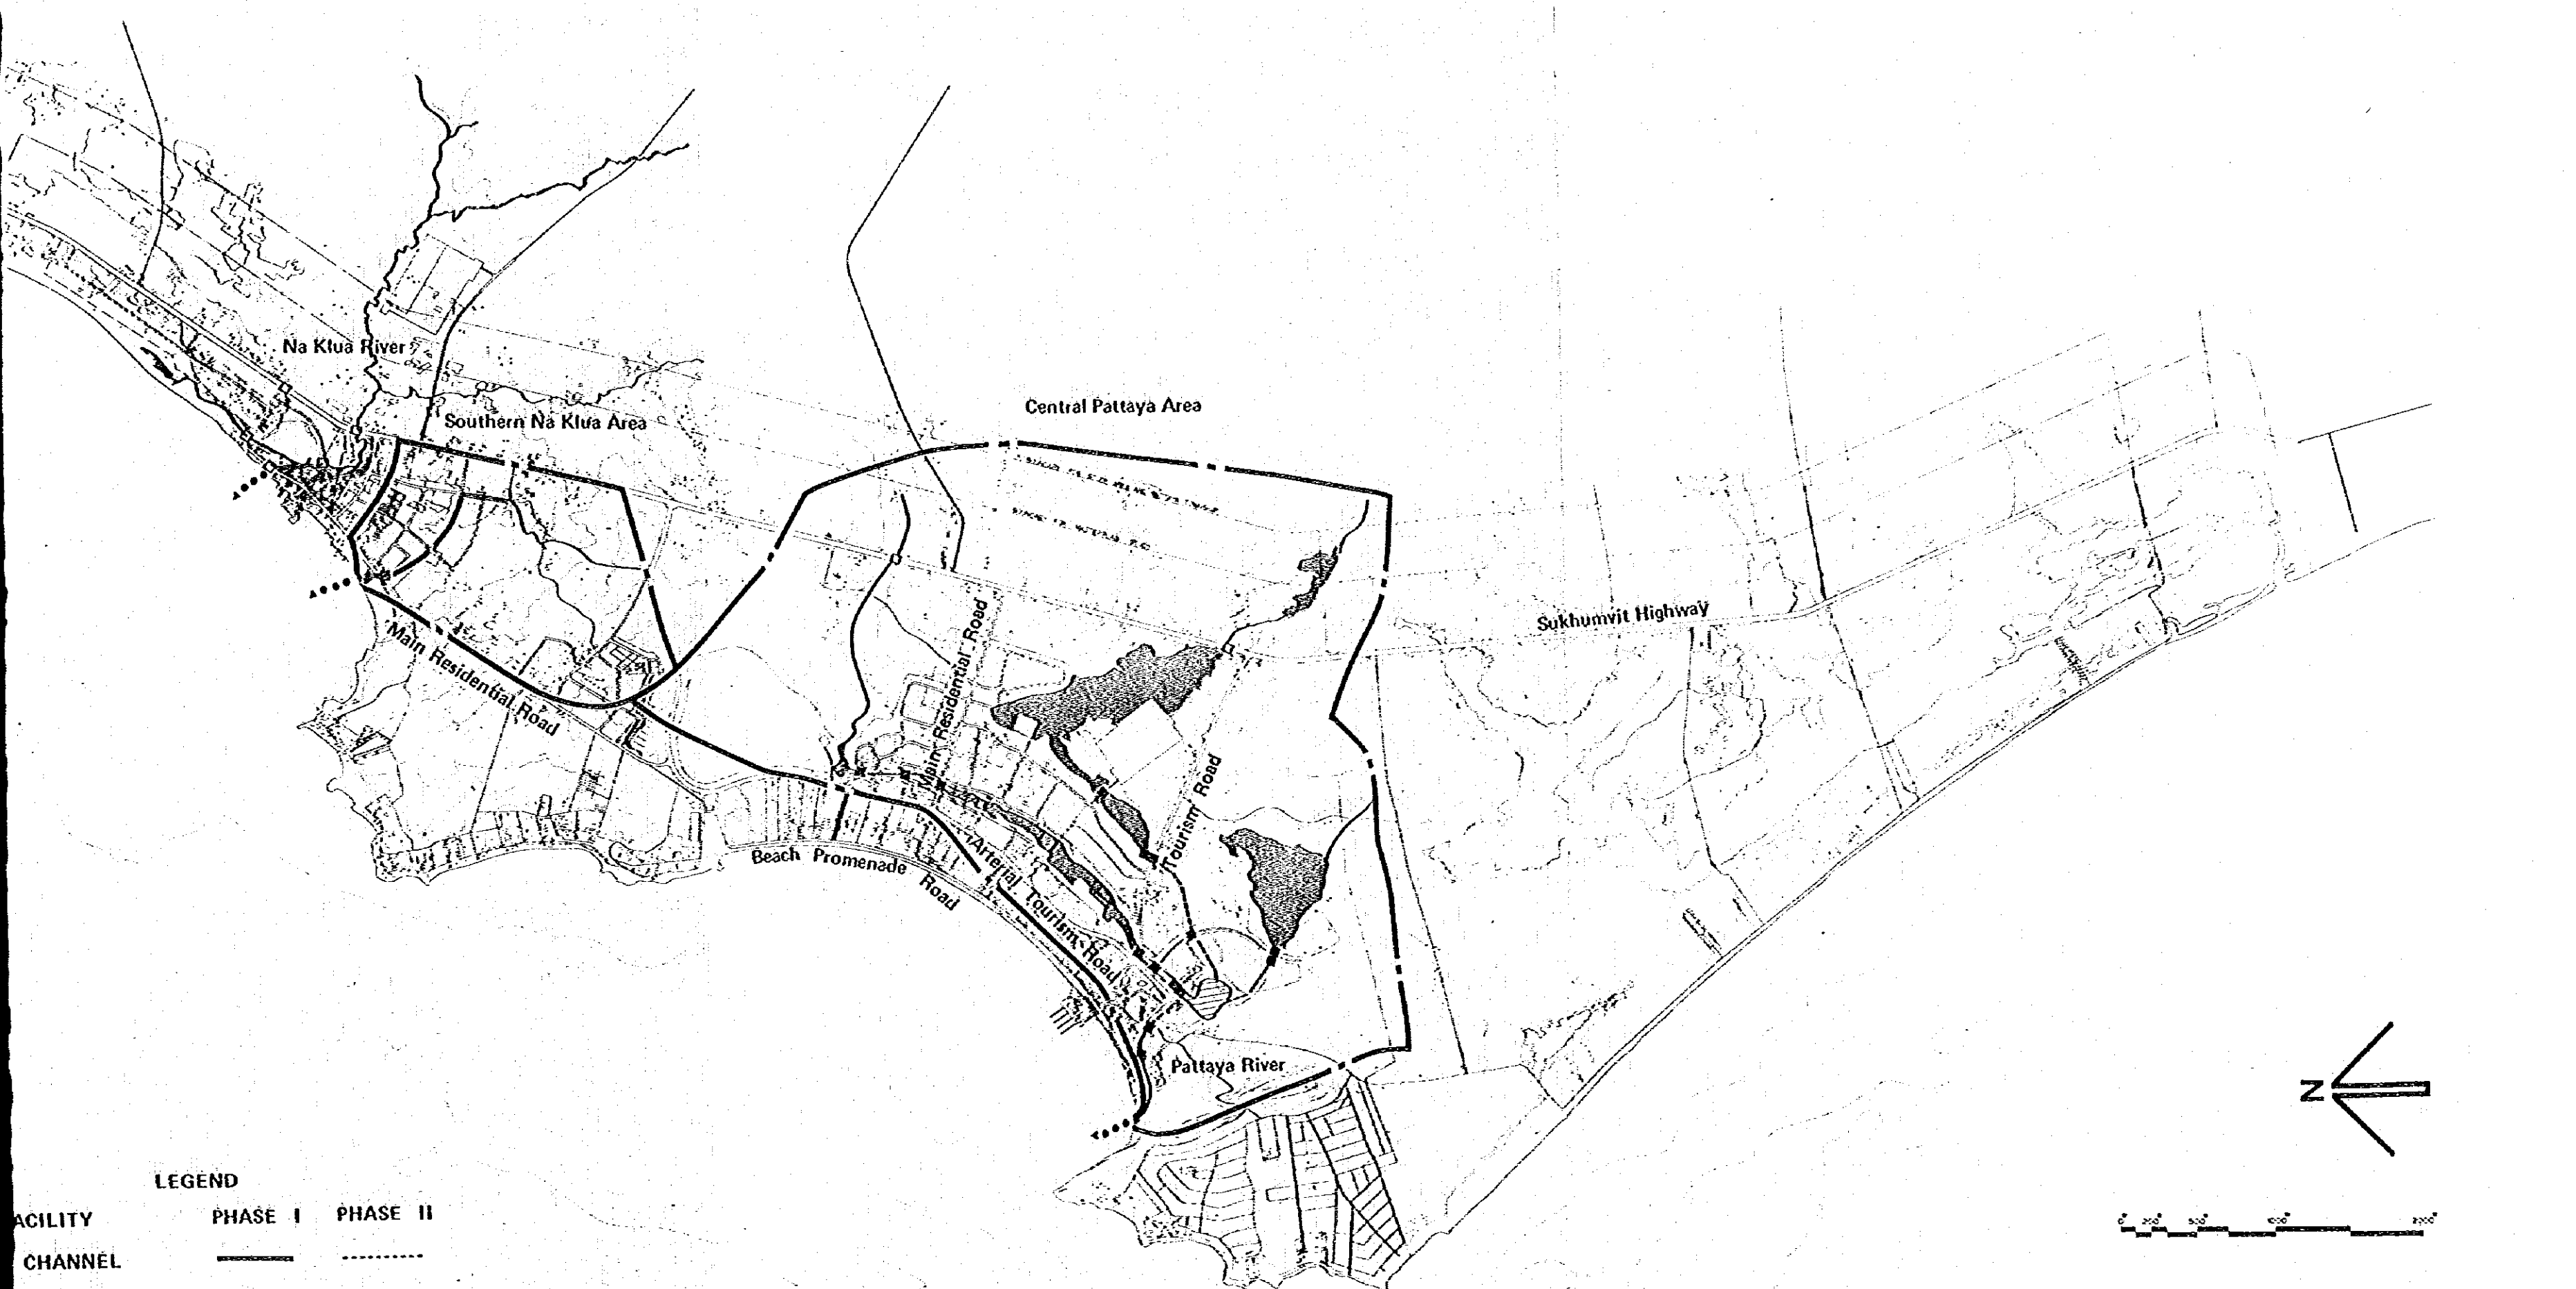 Na Klua River
Southern Na Klua Area
Central Pattaya Area
Main Residential Road
Main Residential Road
Sukhumvit Highway
Tourism Road
Beach Promenade Road
Arterial Tourism Road
Pattaya River
N
LEGEND
ACILITY PHASE I PHASE II
CHANNEL